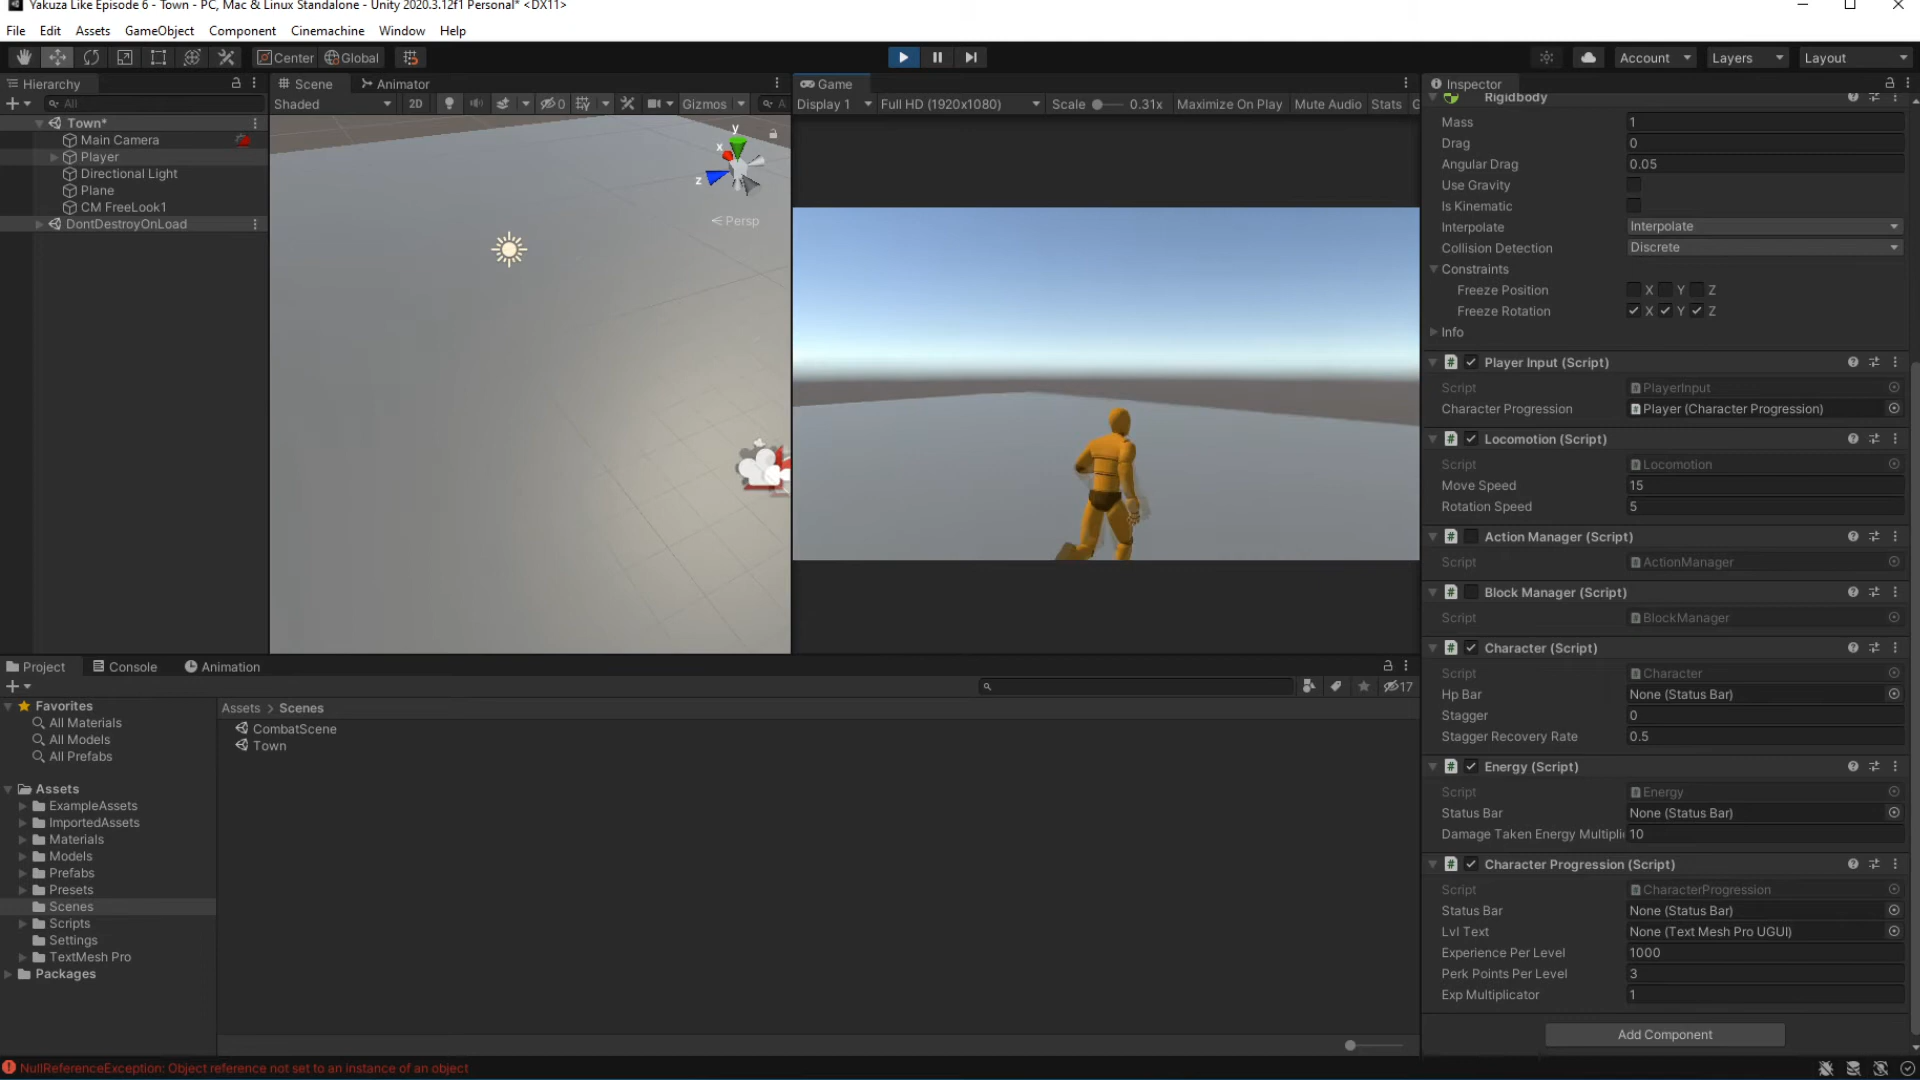 Yakuza Like Episode 6 - Town - PC, Mac & Linux Standalone - Unity 2020.3.12f1 Personal* <DX11>
File Edit Assets GameObject Component Cinemachine Window Help
Center Global Account Layers Layout
Hierarchy
All
Town*
Main Camera
Player
Directional Light
Plane
CM FreeLook1
DontDestroyOnLoad
Scene Animator
Shaded 2D 0 Gizmos A
y
x
z
Persp
Game
Display 1 Full HD (1920x1080) Scale 0.31x Maximize On Play Mute Audio Stats G
Inspector
Rigidbody
Mass 1
Drag 0
Angular Drag 0.05
Use Gravity
Is Kinematic
Interpolate Interpolate
Collision Detection Discrete
Constraints
Freeze Position X Y Z
Freeze Rotation X Y Z
Info
# Player Input (Script)
Script PlayerInput
Character Progression Player (Character Progression)
# Locomotion (Script)
Script Locomotion
Move Speed 15
Rotation Speed 5
# Action Manager (Script)
Script ActionManager
# Block Manager (Script)
Script BlockManager
# Character (Script)
Script Character
Hp Bar None (Status Bar)
Stagger 0
Stagger Recovery Rate 0.5
# Energy (Script)
Script Energy
Status Bar None (Status Bar)
Damage Taken Energy Multipli 10
# Character Progression (Script)
Script CharacterProgression
Status Bar None (Status Bar)
Lvl Text None (Text Mesh Pro UGUI)
Experience Per Level 1000
Perk Points Per Level 3
Exp Multiplicator 1
Add Component
Project Console Animation
17
Favorites
All Materials
All Models
All Prefabs
Assets
ExampleAssets
ImportedAssets
Materials
Models
Prefabs
Presets
Scenes
Scripts
Settings
TextMesh Pro
Packages
Assets > Scenes
CombatScene
Town
NullReferenceException: Object reference not set to an instance of an object